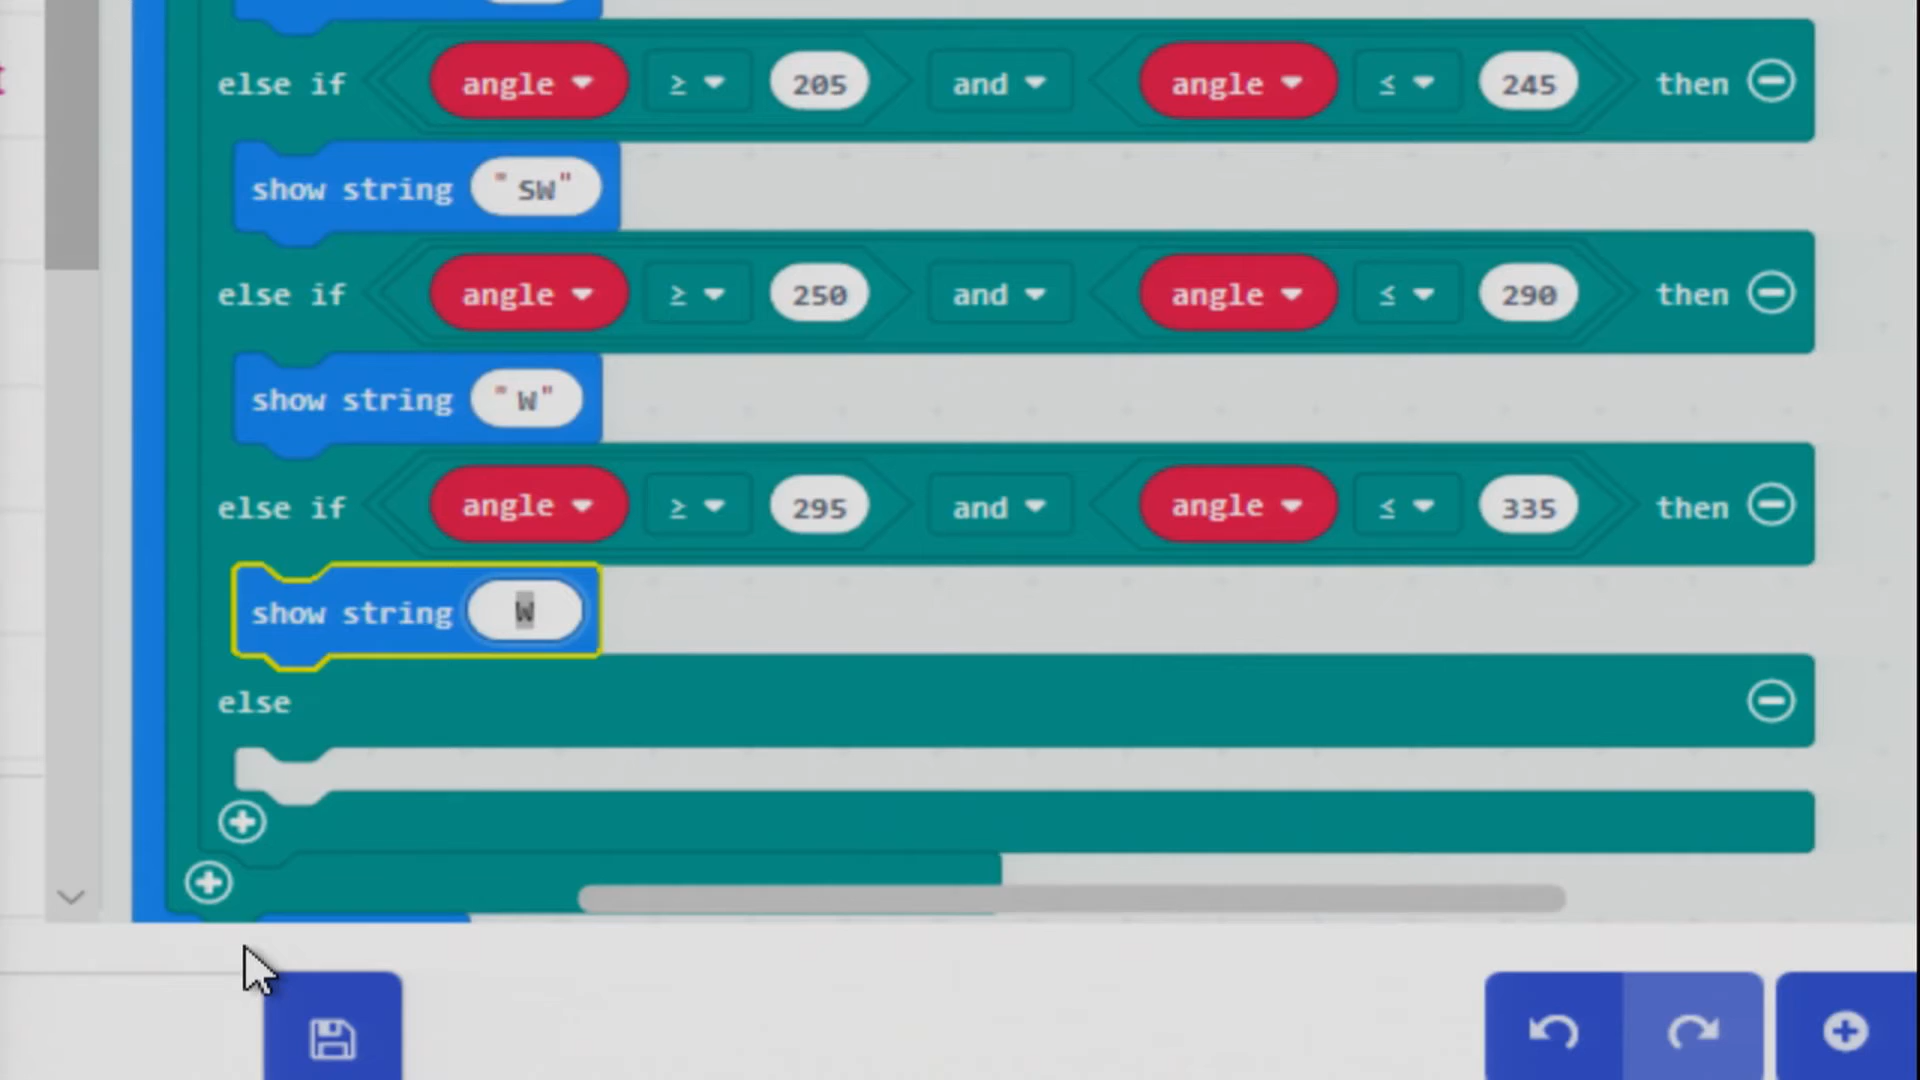 else if angle ≥ 205 and angle ≤ 245 then
show string "SW"
else if angle ≥ 250 and angle ≤ 290 then
show string "W"
else if angle ≥ 295 and angle ≤ 335 then
show string W
else